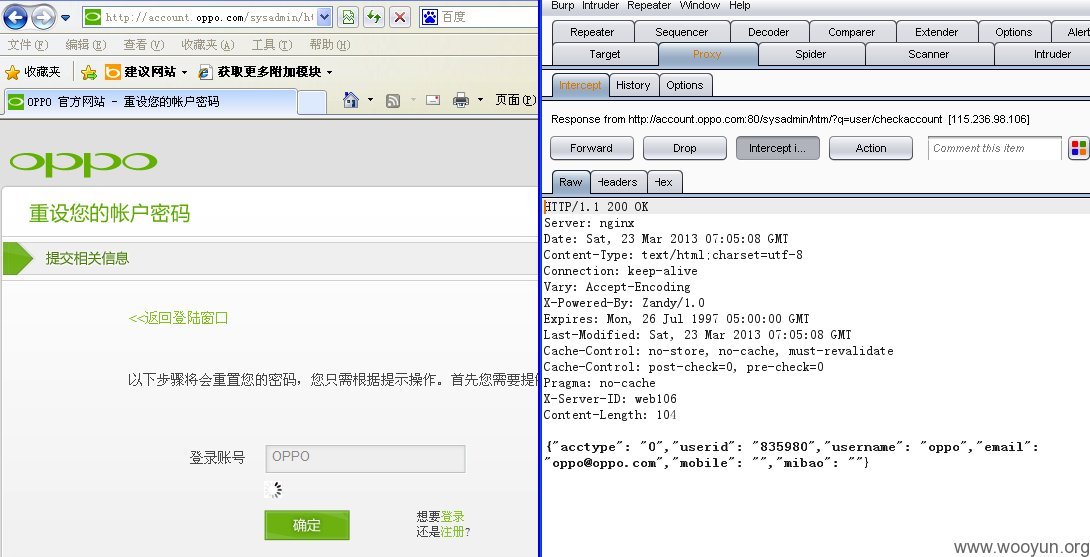 http://account.oppo.com/sysadmin/ht
百度
文件(F) 编辑(E) 查看(V) 收藏夹(A) 工具(T) 帮助(H)
收藏夹 建议网站 获取更多附加模块
OPPO 官方网站 - 重设您的帐户密码
页面(P)
oppo
重设您的帐户密码
提交相关信息
<<返回登陆窗口
以下步骤将会重置您的密码，您只需根据提示操作。首先您需要提
登录账号 OPPO
确定
想要登录
还是注册?
Burp Intruder Repeater Window Help
Repeater Sequencer Decoder Comparer Extender Options Alert
Target Proxy Spider Scanner Intruder
Intercept History Options
Response from http://account.oppo.com:80/sysadmin/htm/?q=user/checkaccount [115.236.98.106]
Forward Drop Intercept i... Action Comment this item
Raw Headers Hex
HTTP/1.1 200 OK
Server: nginx
Date: Sat, 23 Mar 2013 07:05:08 GMT
Content-Type: text/html;charset=utf-8
Connection: keep-alive
Vary: Accept-Encoding
X-Powered-By: Zandy/1.0
Expires: Mon, 26 Jul 1997 05:00:00 GMT
Last-Modified: Sat, 23 Mar 2013 07:05:08 GMT
Cache-Control: no-store, no-cache, must-revalidate
Cache-Control: post-check=0, pre-check=0
Pragma: no-cache
X-Server-ID: web106
Content-Length: 104
{"acctype": "0","userid": "835980","username": "oppo","email":
"oppo@oppo.com","mobile": "","mibao": ""}
www.wooyun.org